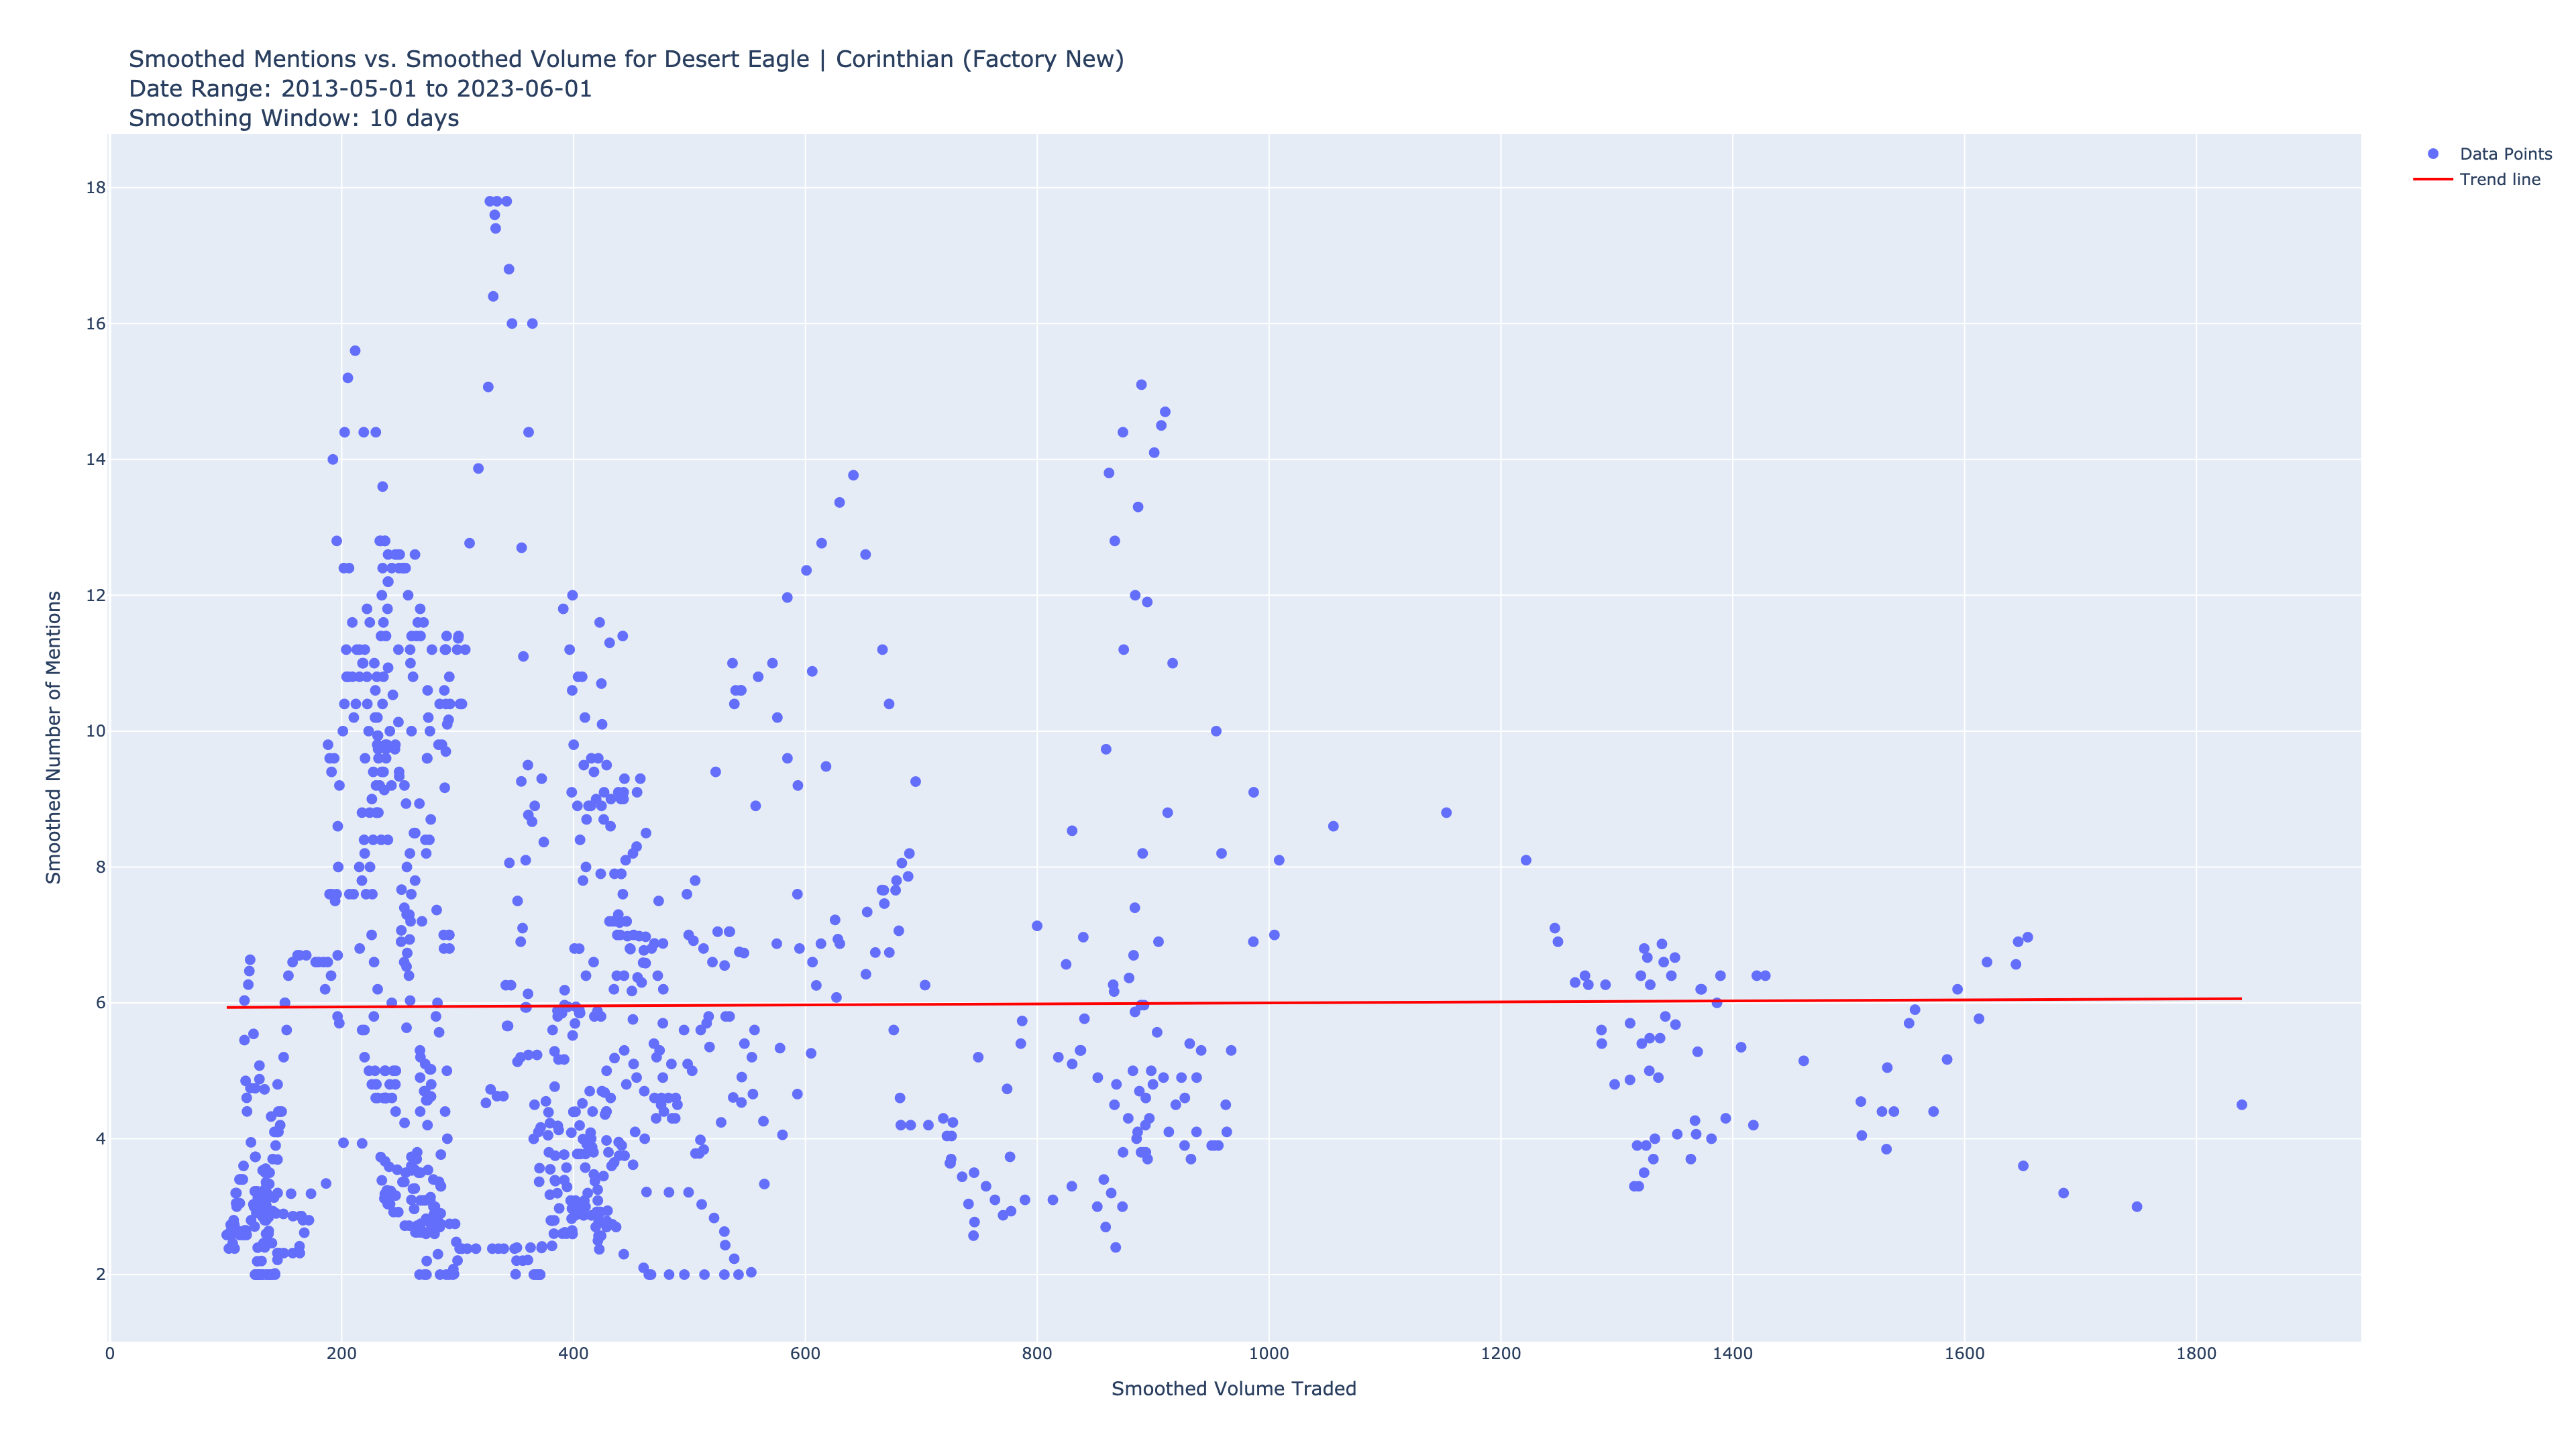 Smoothed Mentions vs. Smoothed Volume for Desert Eagle | Corinthian (Factory New)
Date Range: 2013-05-01 to 2023-06-01
Smoothing Window: 10 days
Data Points
Trend line
Smoothed Number of Mentions
18
16
14
12
10
8
6
4
2
0
200
400
600
800
1000
1200
1400
1600
1800
Smoothed Volume Traded